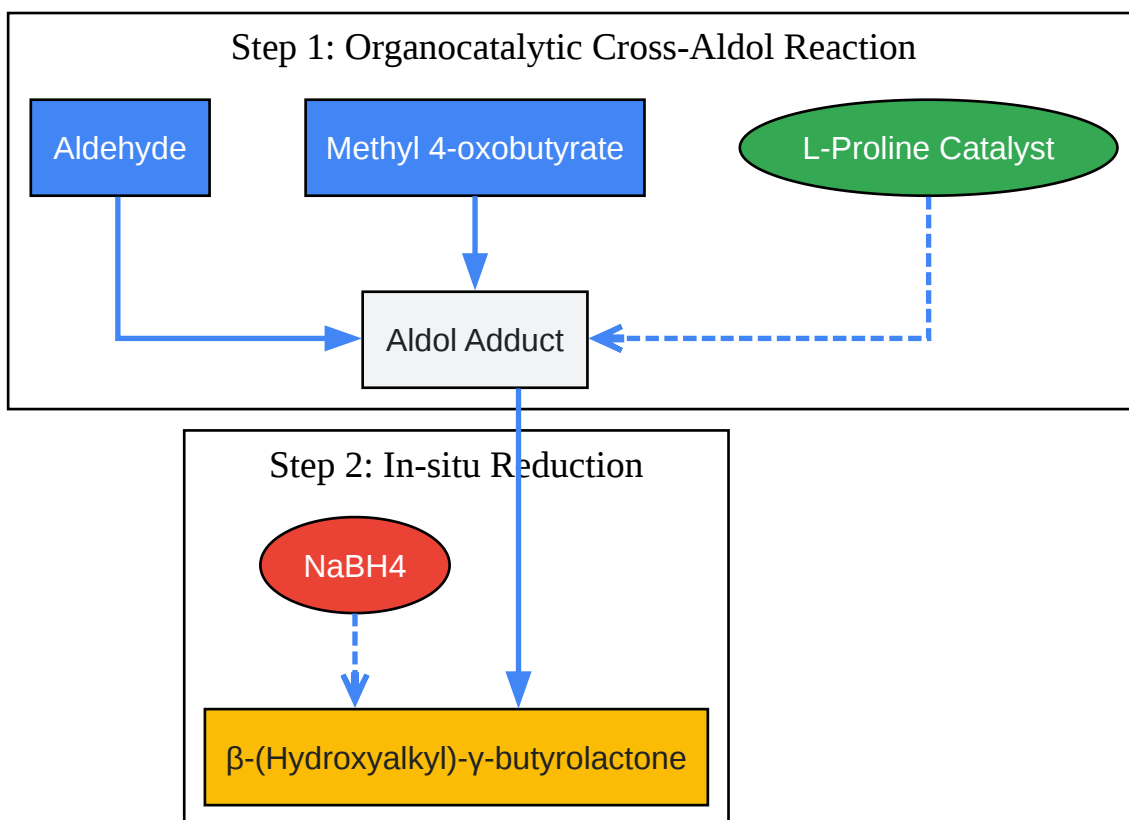 Step 1: Organocatalytic Cross-Aldol Reaction
Aldehyde
Methyl 4-oxobutyrate
L-Proline Catalyst
Aldol Adduct
Step 2: In-situ Reduction
NaBH4
β-(Hydroxyalkyl)-γ-butyrolactone